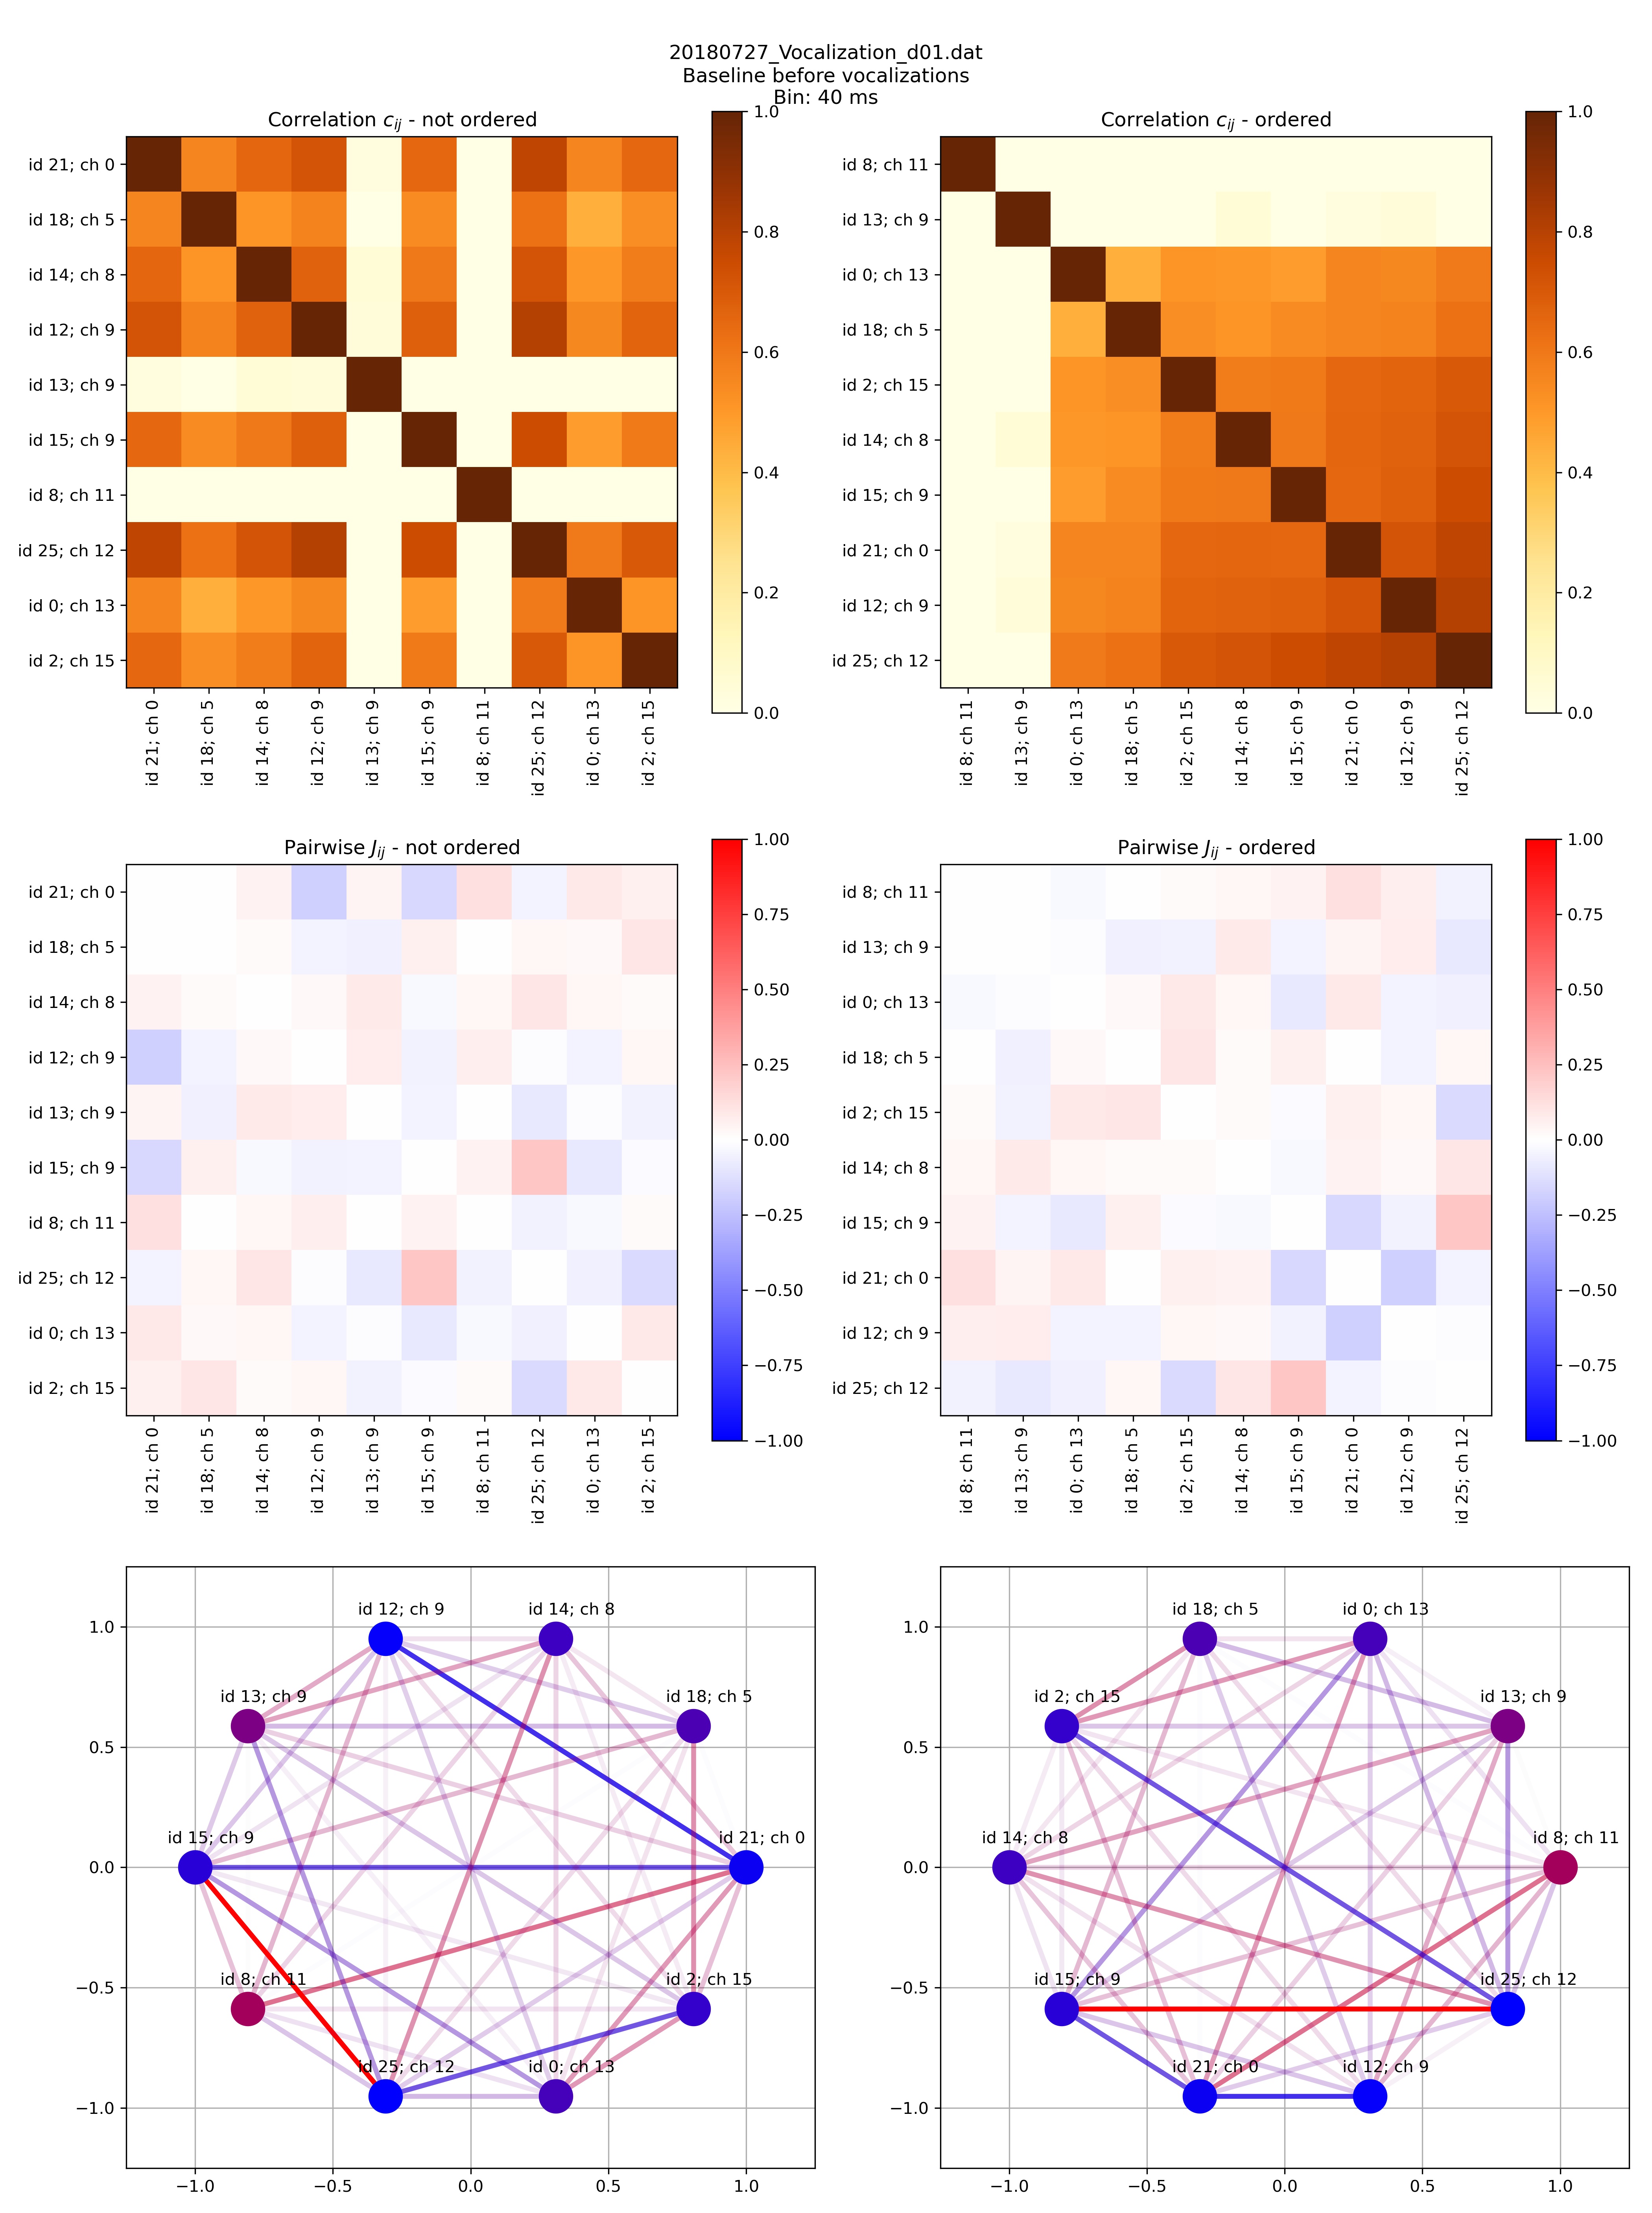 20180727_Vocalization_d01.dat
Baseline before vocalizations
Bin: 40 ms
Correlation c_ij - not ordered
id 21; ch 0
id 18; ch 5
id 14; ch 8
id 12; ch 9
id 13; ch 9
id 15; ch 9
id 8; ch 11
id 25; ch 12
id 0; ch 13
id 2; ch 15
id 21; ch 0
id 18; ch 5
id 14; ch 8
id 12; ch 9
id 13; ch 9
id 15; ch 9
id 8; ch 11
id 25; ch 12
id 0; ch 13
id 2; ch 15
1.0
0.8
0.6
0.4
0.2
0.0
Correlation c_ij - ordered
id 8; ch 11
id 13; ch 9
id 0; ch 13
id 18; ch 5
id 2; ch 15
id 14; ch 8
id 15; ch 9
id 21; ch 0
id 12; ch 9
id 25; ch 12
id 8; ch 11
id 13; ch 9
id 0; ch 13
id 18; ch 5
id 2; ch 15
id 14; ch 8
id 15; ch 9
id 21; ch 0
id 12; ch 9
id 25; ch 12
1.0
0.8
0.6
0.4
0.2
0.0
Pairwise J_ij - not ordered
id 21; ch 0
id 18; ch 5
id 14; ch 8
id 12; ch 9
id 13; ch 9
id 15; ch 9
id 8; ch 11
id 25; ch 12
id 0; ch 13
id 2; ch 15
id 21; ch 0
id 18; ch 5
id 14; ch 8
id 12; ch 9
id 13; ch 9
id 15; ch 9
id 8; ch 11
id 25; ch 12
id 0; ch 13
id 2; ch 15
1.00
0.75
0.50
0.25
0.00
−0.25
−0.50
−0.75
−1.00
Pairwise J_ij - ordered
id 8; ch 11
id 13; ch 9
id 0; ch 13
id 18; ch 5
id 2; ch 15
id 14; ch 8
id 15; ch 9
id 21; ch 0
id 12; ch 9
id 25; ch 12
id 8; ch 11
id 13; ch 9
id 0; ch 13
id 18; ch 5
id 2; ch 15
id 14; ch 8
id 15; ch 9
id 21; ch 0
id 12; ch 9
id 25; ch 12
1.00
0.75
0.50
0.25
0.00
−0.25
−0.50
−0.75
−1.00
1.0
0.5
0.0
−0.5
−1.0
id 12; ch 9
id 14; ch 8
id 13; ch 9
id 18; ch 5
id 15; ch 9
id 21; ch 0
id 8; ch 11
id 2; ch 15
id 25; ch 12
id 0; ch 13
−1.0
−0.5
0.0
0.5
1.0
1.0
0.5
0.0
−0.5
−1.0
id 18; ch 5
id 0; ch 13
id 2; ch 15
id 13; ch 9
id 14; ch 8
id 8; ch 11
id 15; ch 9
id 25; ch 12
id 21; ch 0
id 12; ch 9
−1.0
−0.5
0.0
0.5
1.0